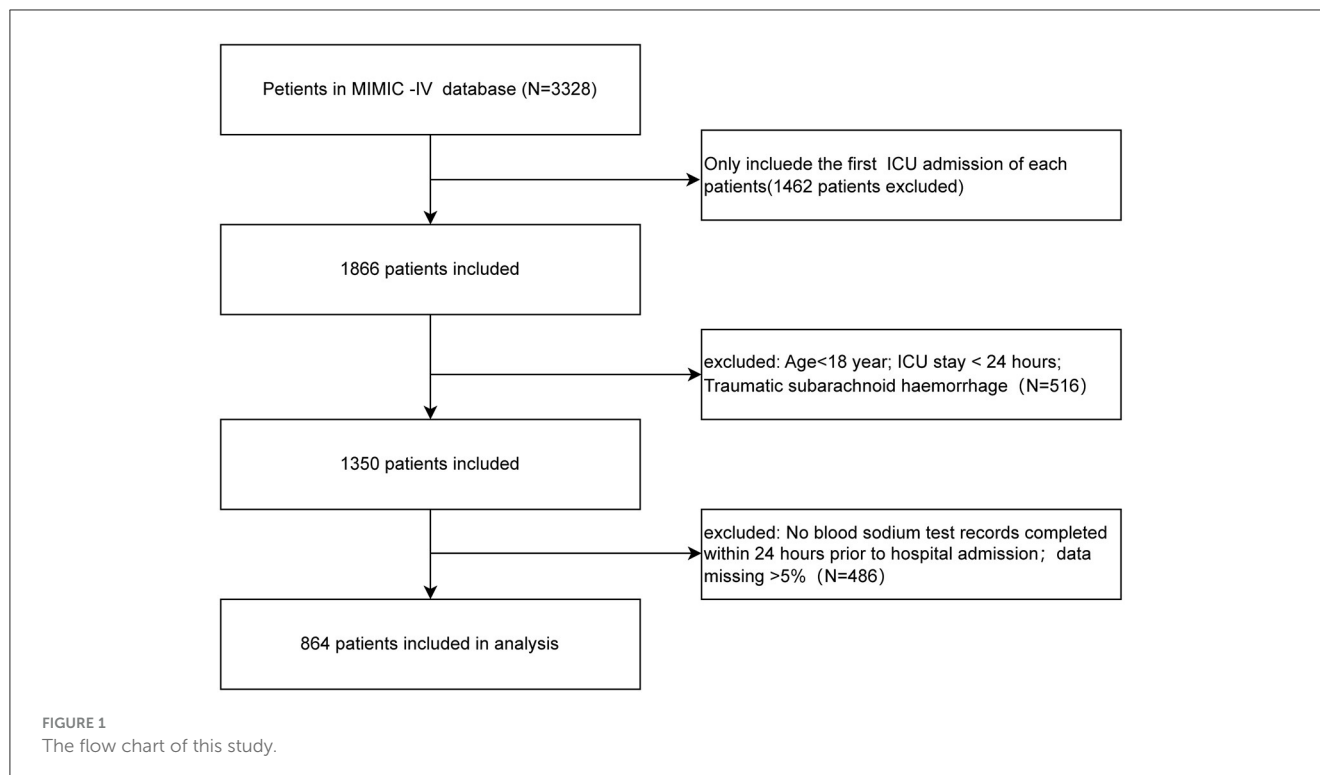 Petients in MIMIC -IV database (N=3328)
Only incluede the first ICU admission of each
patients(1462 patients excluded)
1866 patients included
excluded: Age<18 year; ICU stay < 24 hours;
Traumatic subarachnoid haemorrhage (N=516)
1350 patients included
excluded: No blood sodium test records completed
within 24 hours prior to hospital admission; data
missing >5% (N=486)
864 patients included in analysis
FIGURE 1
The flow chart of this study.